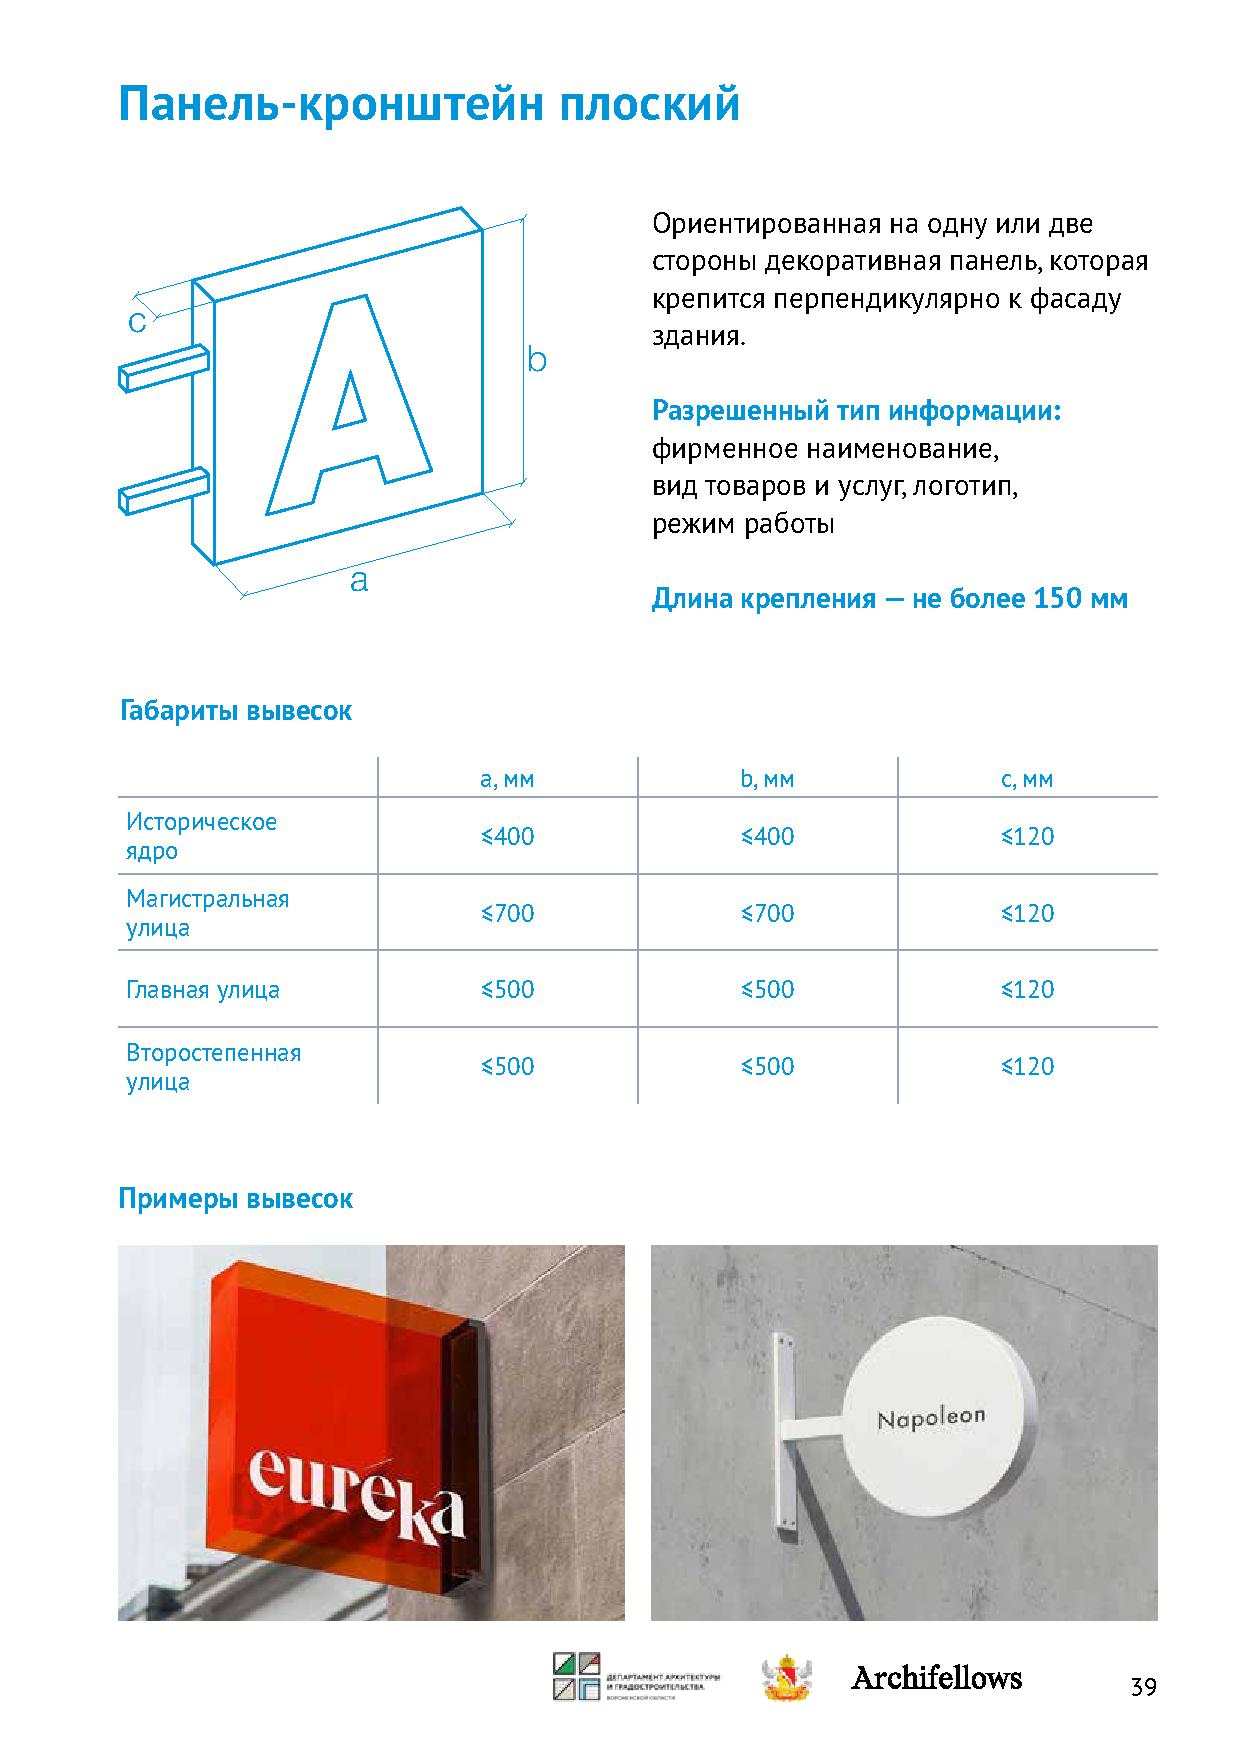 Панель-кронштейн плоский
c
b
a
Ориентированная на одну или две
стороны декоративная панель, которая
крепится перпендикулярно к фасаду
здания.
Разрешенный тип информации:
фирменное наименование,
вид товаров и услуг, логотип,
режим работы
Длина крепления — не более 150 мм
Габариты вывесок
a, мм b, мм c, мм
Историческое
ядро
≤400 ≤400 ≤120
Магистральная
улица
≤700 ≤700 ≤120
Главная улица ≤500 ≤500 ≤120
Второстепенная
улица
≤500 ≤500 ≤120
Примеры вывесок
eureka
Napoleon
ДЕПАРТАМЕНТ АРХИТЕКТУРЫ
И ГРАДОСТРОИТЕЛЬСТВА
ВОРОНЕЖСКОЙ ОБЛАСТИ
Archifellows
39
A